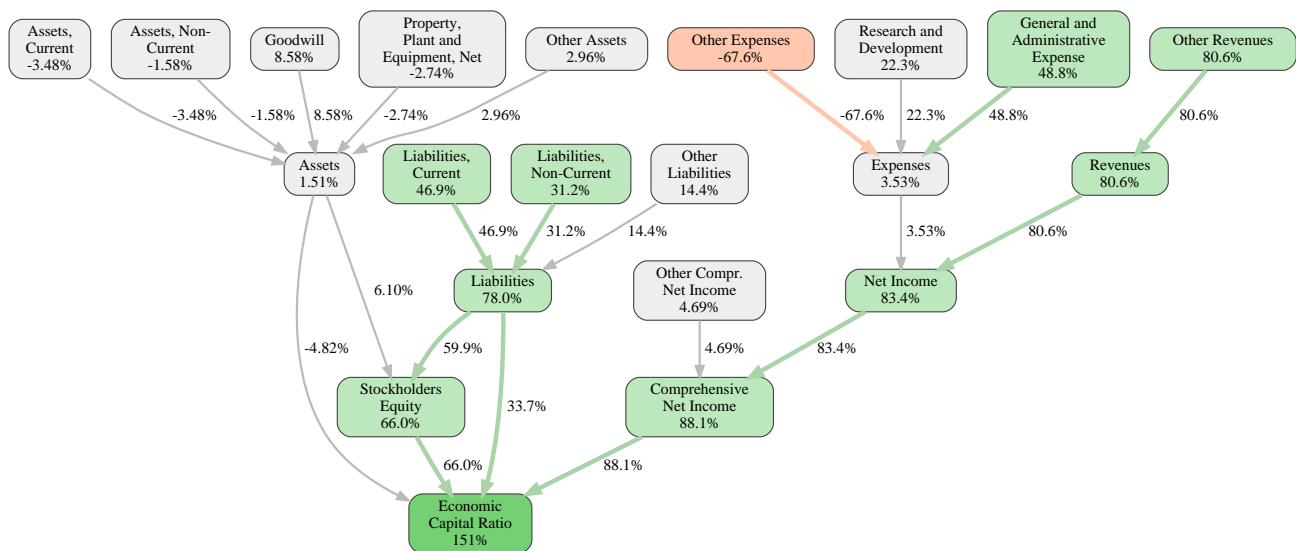 Assets,
Current
-3.48%
Assets, Non-
Current
-1.58%
Goodwill
8.58%
Property,
Plant and
Equipment, Net
-2.74%
Other Assets
2.96%
Other Expenses
-67.6%
Research and
Development
22.3%
General and
Administrative
Expense
48.8%
Other Revenues
80.6%
-3.48%
-1.58%
8.58%
-2.74%
2.96%
-67.6%
22.3%
48.8%
80.6%
Assets
1.51%
Liabilities,
Current
46.9%
Liabilities,
Non-Current
31.2%
Other
Liabilities
14.4%
Expenses
3.53%
Revenues
80.6%
46.9%
31.2%
14.4%
3.53%
80.6%
6.10%
Liabilities
78.0%
Other Compr.
Net Income
4.69%
Net Income
83.4%
-4.82%
59.9%
4.69%
83.4%
33.7%
Stockholders
Equity
66.0%
Comprehensive
Net Income
88.1%
66.0%
88.1%
Economic
Capital Ratio
151%